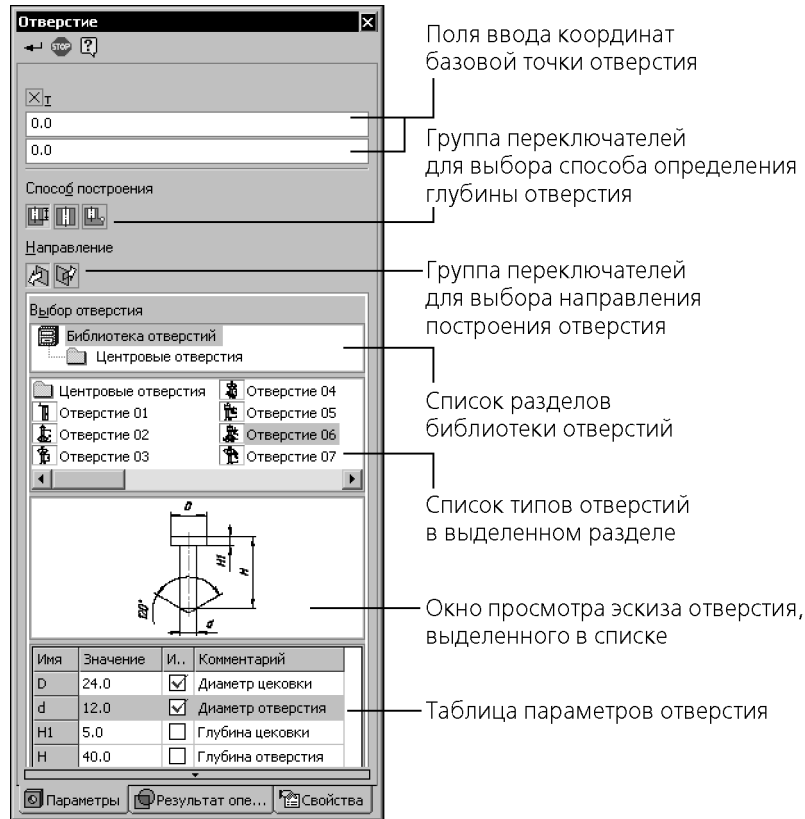 Отверстие
STOP
Т
0.0
0.0
Способ построения
Направление
Выбор отверстия
Библиотека отверстий
Центровые отверстия
Центровые отверстия
Отверстие 04
Отверстие 01
Отверстие 05
Отверстие 02
Отверстие 06
Отверстие 03
Отверстие 07
D
H1
H
120°
d
Имя Значение И.. Комментарий
D 24.0 Диаметр цековки
d 12.0 Диаметр отверстия
H1 5.0 Глубина цековки
H 40.0 Глубина отверстия
Параметры Результат опе... Свойства
Поля ввода координат
базовой точки отверстия
Группа переключателей
для выбора способа определения
глубины отверстия
Группа переключателей
для выбора направления
построения отверстия
Список разделов
библиотеки отверстий
Список типов отверстий
в выделенном разделе
Окно просмотра эскиза отверстия,
выделенного в списке
Таблица параметров отверстия